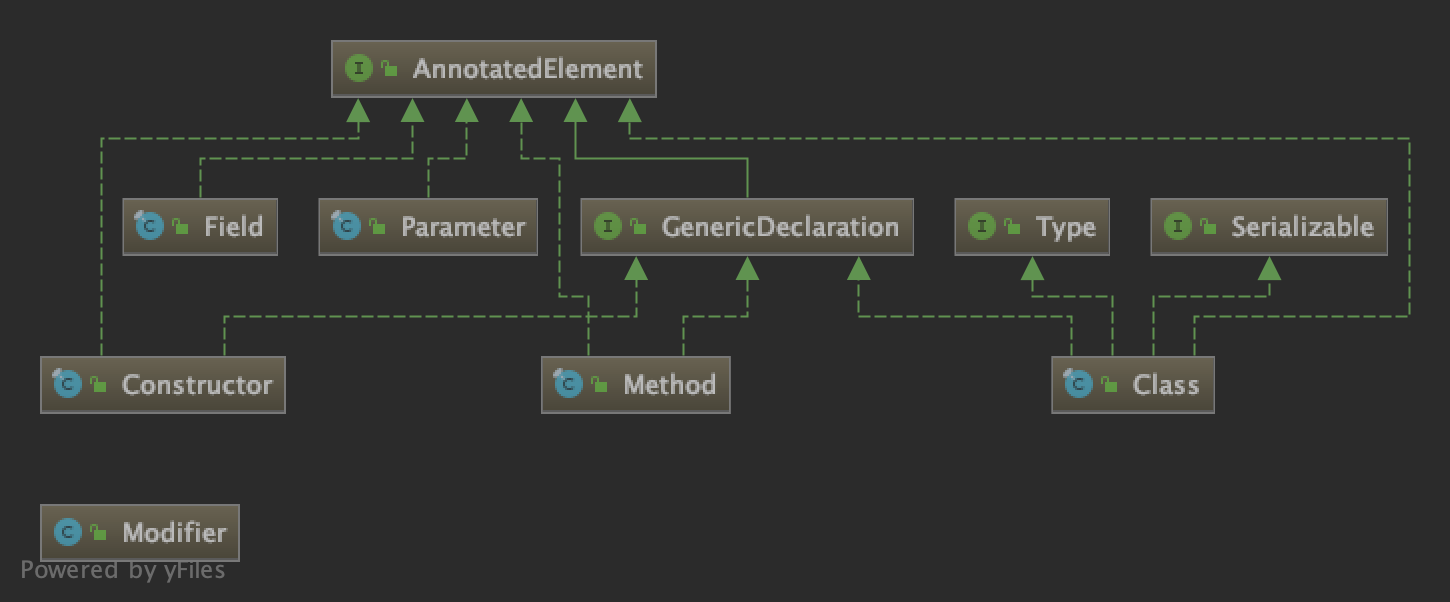 AnnotatedElement
Field
Parameter
GenericDeclaration
Type
Serializable
Constructor
Method
Class
Modifier
Powered by yFiles